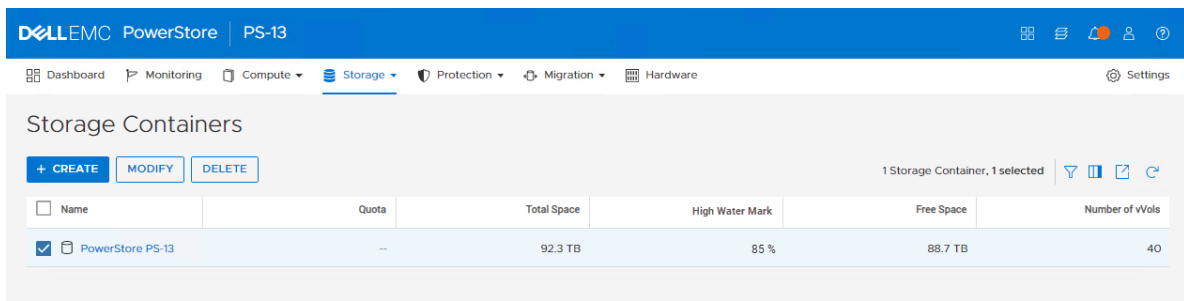 DELLEMC PowerStore PS-13
Dashboard Monitoring Compute Storage Protection Migration Hardware Settings
Storage Containers
+ CREATE MODIFY DELETE 1 Storage Container, 1 selected
Name Quota Total Space High Water Mark Free Space Number of vVols
PowerStore PS-13 -- 92.3 TB 85 % 88.7 TB 40